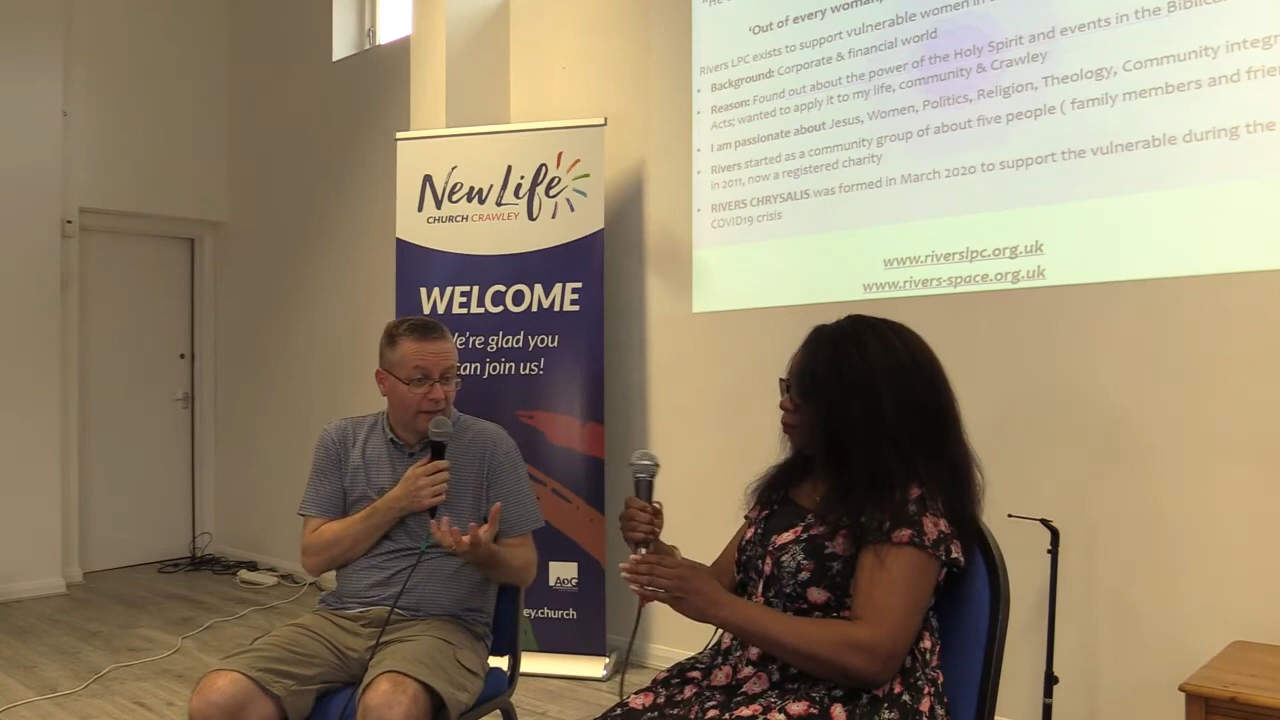 New Life
CHURCH CRAWLEY
WELCOME
e're glad you
can join us!
AoG
ey.church
'Out of every woman,
Rivers LPC exists to support vulnerable women in
• Background: Corporate & financial world
• Reason: Found out about the power of the Holy Spirit and events in the Biblical
Acts; wanted to apply it to my life, community & Crawley
• I am passionate about Jesus, Women, Politics, Religion, Theology, Community integr
• Rivers started as a community group of about five people ( family members and frie
in 2011, now a registered charity
• RIVERS CHRYSALIS was formed in March 2020 to support the vulnerable during the
COVID19 crisis
www.riverslpc.org.uk
www.rivers-space.org.uk